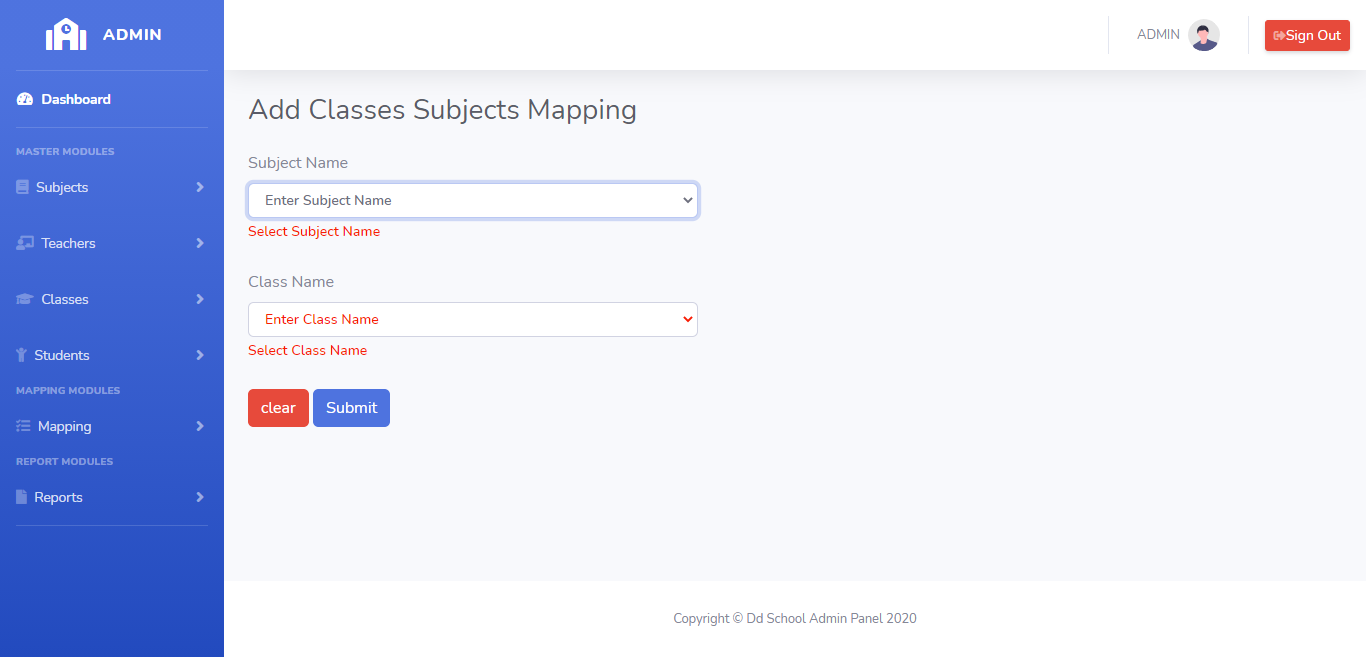 ADMIN
Dashboard
MASTER MODULES
Subjects
Teachers
Classes
Students
MAPPING MODULES
Mapping
REPORT MODULES
Reports
ADMIN
Sign Out
Add Classes Subjects Mapping
Subject Name
Enter Subject Name
Select Subject Name
Class Name
Enter Class Name
Select Class Name
clear Submit
Copyright © Dd School Admin Panel 2020